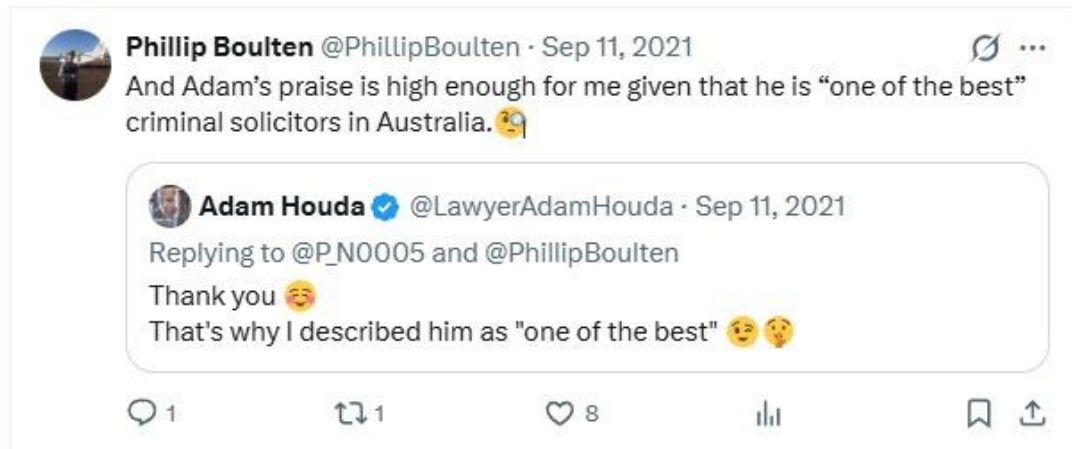 Phillip Boulten @PhillipBoulten · Sep 11, 2021
And Adam’s praise is high enough for me given that he is “one of the best”
criminal solicitors in Australia.🧐
Adam Houda @LawyerAdamHouda · Sep 11, 2021
Replying to @P_N0005 and @PhillipBoulten
Thank you ☺️
That's why I described him as "one of the best" 😉🤫
1 1 8